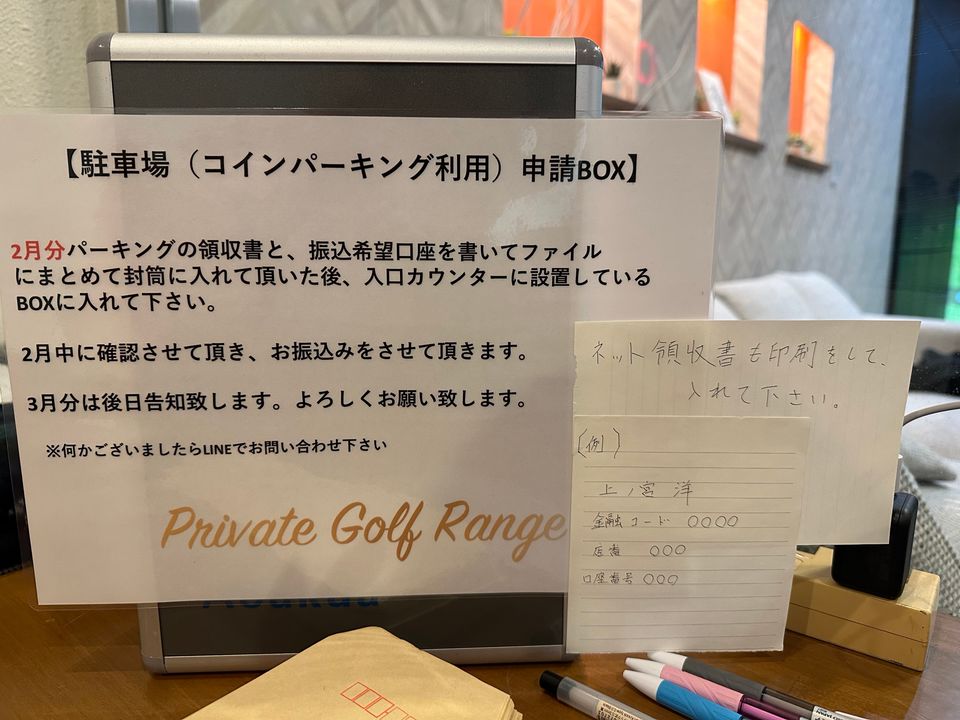 【駐車場（コインパーキング利用）申請BOX】
2月分パーキングの領収書と、振込希望口座を書いてファイル
にまとめて封筒に入れて頂いた後、入口カウンターに設置している
BOXに入れて下さい。
2月中に確認させて頂き、お振込みをさせて頂きます。
3月分は後日告知致します。よろしくお願い致します。
※何かございましたらLINEでお問い合わせ下さい
Private Golf Range
ネット領収書も印刷をして、
入れて下さい。
(例)
上ノ宮 洋
金融コード 〇〇〇〇
店番 〇〇〇
口座番号 〇〇〇